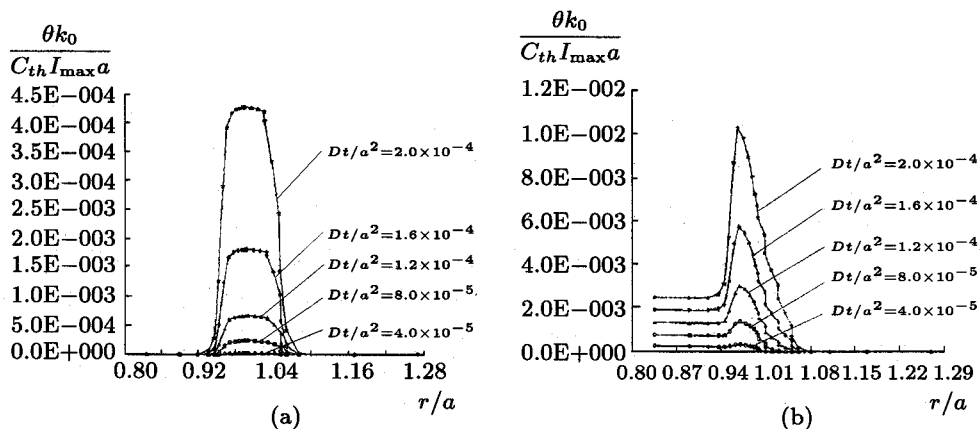 θk₀
C_th I_max a
4.5E−004
4.0E−004
3.5E−004
4.0E−004
2.5E−003
2.0E−003
1.5E−003
1.0E−003
5.0E−004
0.0E+000
0.80 0.92 1.04 1.16 1.28
r/a
Dt/a²=2.0×10⁻⁴
Dt/a²=1.6×10⁻⁴
Dt/a²=1.2×10⁻⁴
Dt/a²=8.0×10⁻⁵
Dt/a²=4.0×10⁻⁵
(a)
θk₀
C_th I_max a
1.2E−002
1.0E−002
8.0E−003
6.0E−003
4.0E−003
2.0E−003
0.0E+000
0.80 0.87 0.94 1.01 1.08 1.15 1.22 1.29
r/a
Dt/a²=2.0×10⁻⁴
Dt/a²=1.6×10⁻⁴
Dt/a²=1.2×10⁻⁴
Dt/a²=8.0×10⁻⁵
Dt/a²=4.0×10⁻⁵
(b)